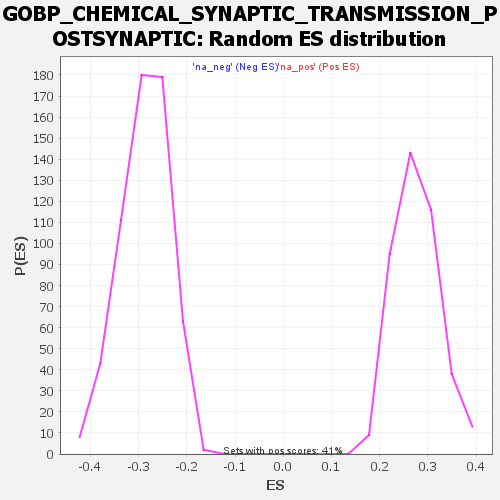 GOBP_CHEMICAL_SYNAPTIC_TRANSMISSION_P
OSTSYNAPTIC: Random ES distribution
'na_neg' (Neg ES) 'na_pos' (Pos ES)
180
170
160
150
140
130
120
110
100
90
80
70
60
50
40
30
20
10
0
P(ES)
Sets with pos scores: 41%
-0.4 -0.3 -0.2 -0.1 0.0 0.1 0.2 0.3 0.4
ES